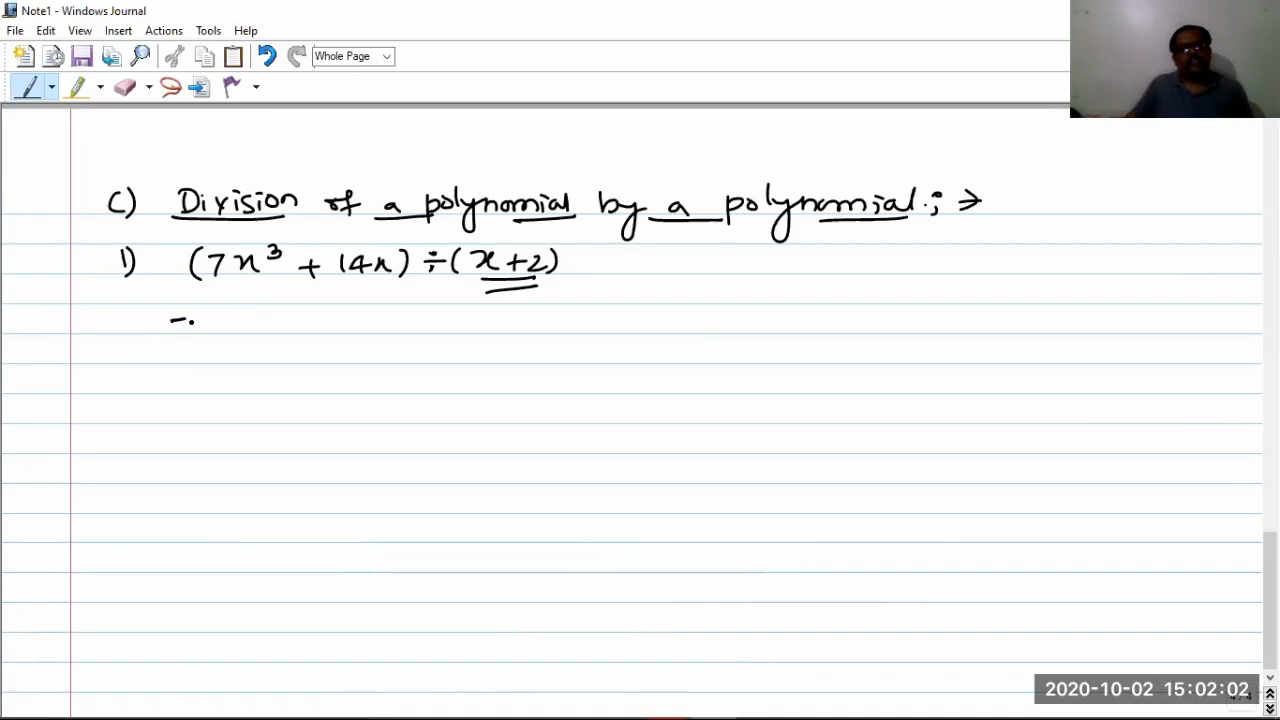 Note1 - Windows Journal
File Edit View Insert Actions Tools Help
Whole Page
C) Division of a polynomial by a polynomial :→
1) (7x³ + 14x) ÷ (x+2)
2020-10-02 15:02:02